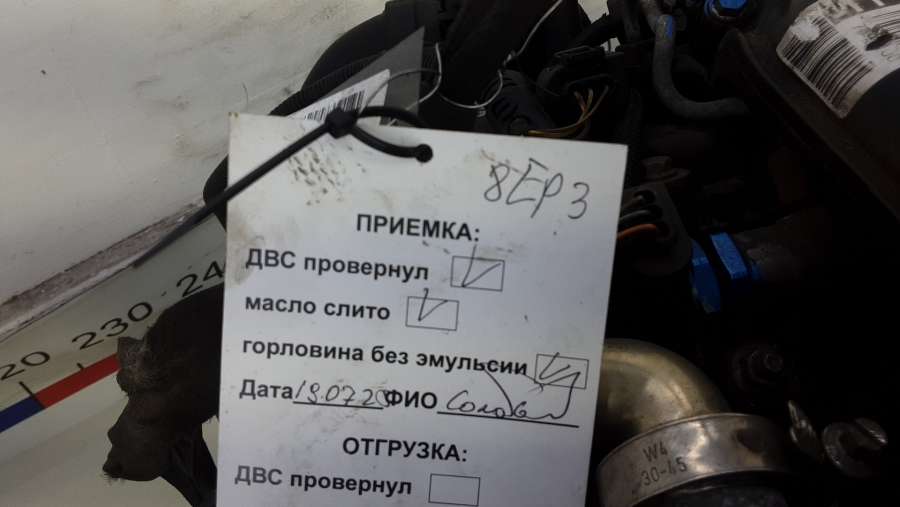 8EP3
ПРИЕМКА:
ДВС провернул
масло слито
горловина без эмульсии
Дата 19.07.2 ФИО
ОТГРУЗКА:
ДВС провернул
20 230 24
W4
30-45